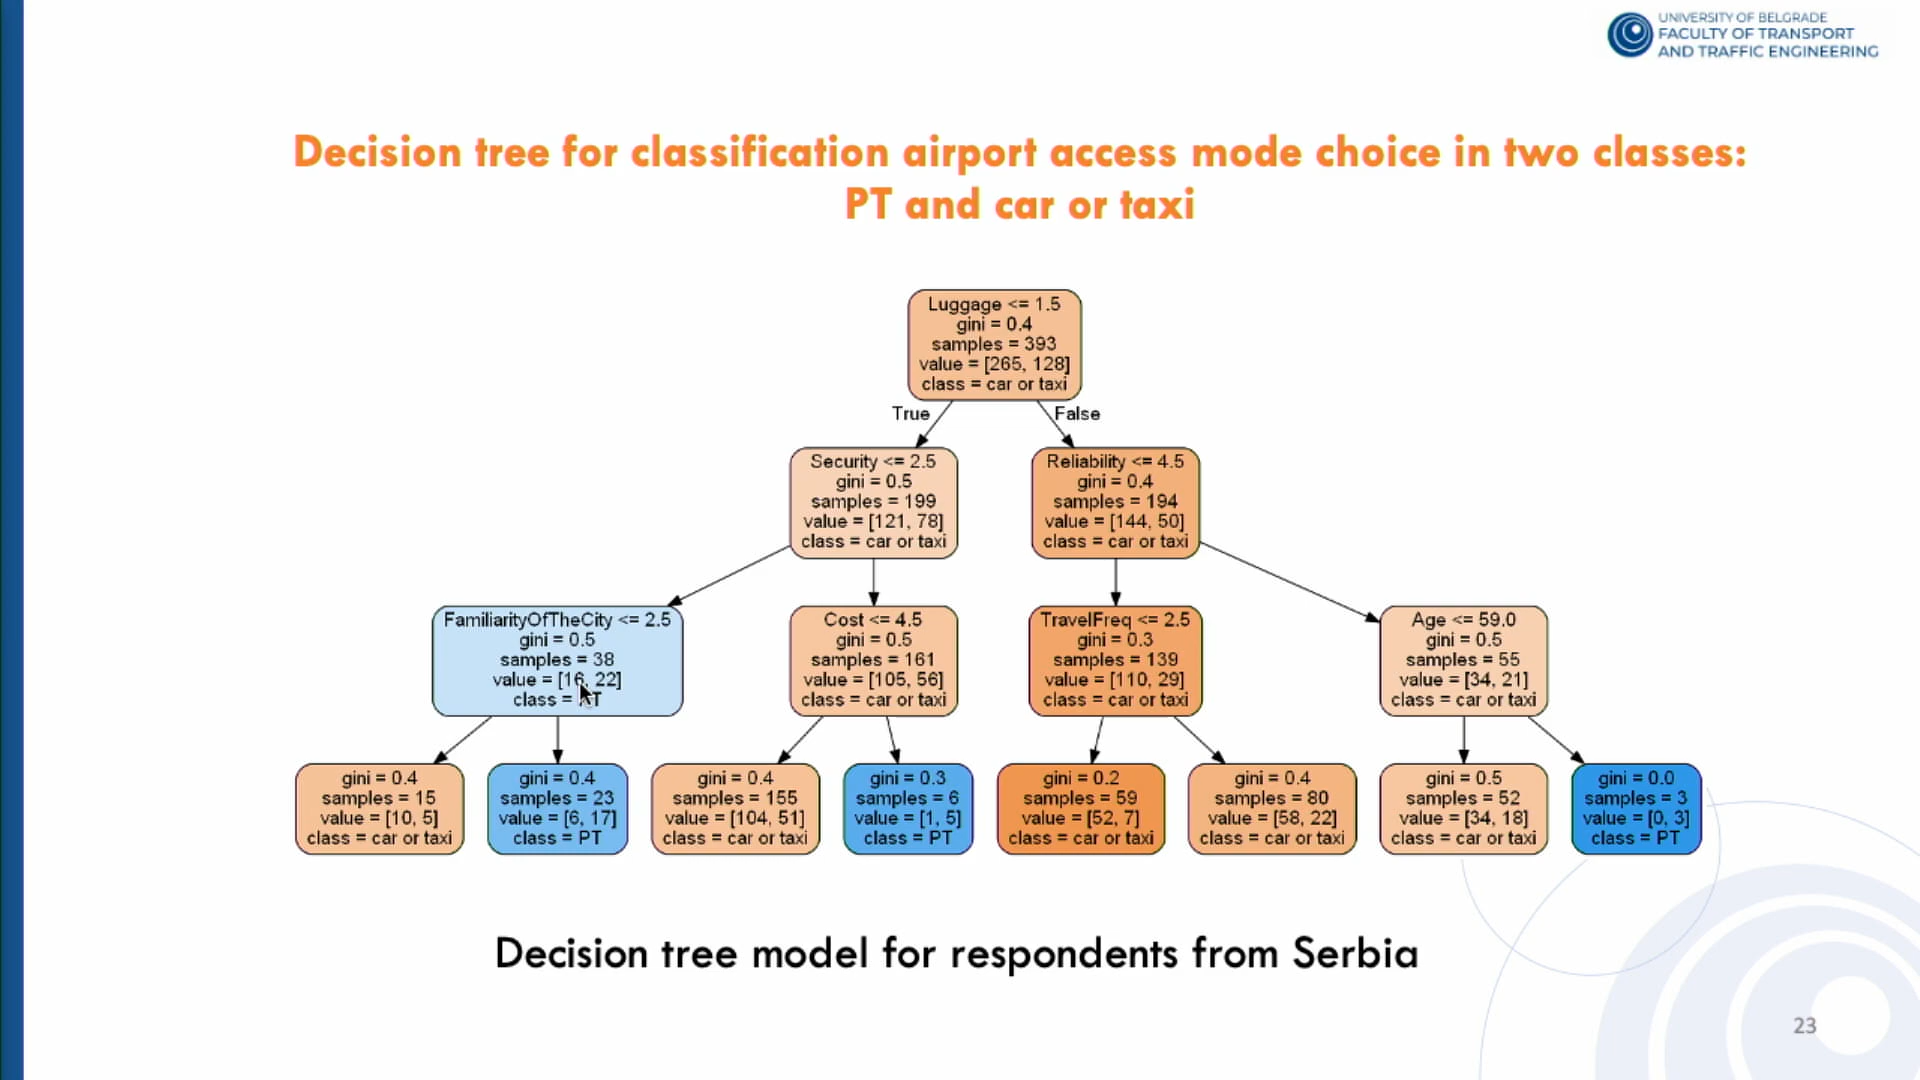 UNIVERSITY OF BELGRADE
FACULTY OF TRANSPORT
AND TRAFFIC ENGINEERING
Decision tree for classification airport access mode choice in two classes:
PT and car or taxi
Luggage <= 1.5
gini = 0.4
samples = 393
value = [265, 128]
class = car or taxi
True
False
Security <= 2.5
gini = 0.5
samples = 199
value = [121, 78]
class = car or taxi
Reliability <= 4.5
gini = 0.4
samples = 194
value = [144, 50]
class = car or taxi
FamiliarityOfTheCity <= 2.5
gini = 0.5
samples = 38
value = [16, 22]
class = PT
Cost <= 4.5
gini = 0.5
samples = 161
value = [105, 56]
class = car or taxi
TravelFreq <= 2.5
gini = 0.3
samples = 139
value = [110, 29]
class = car or taxi
Age <= 59.0
gini = 0.5
samples = 55
value = [34, 21]
class = car or taxi
gini = 0.4
samples = 15
value = [10, 5]
class = car or taxi
gini = 0.4
samples = 23
value = [6, 17]
class = PT
gini = 0.4
samples = 155
value = [104, 51]
class = car or taxi
gini = 0.3
samples = 6
value = [1, 5]
class = PT
gini = 0.2
samples = 59
value = [52, 7]
class = car or taxi
gini = 0.4
samples = 80
value = [58, 22]
class = car or taxi
gini = 0.5
samples = 52
value = [34, 18]
class = car or taxi
gini = 0.0
samples = 3
value = [0, 3]
class = PT
Decision tree model for respondents from Serbia
23